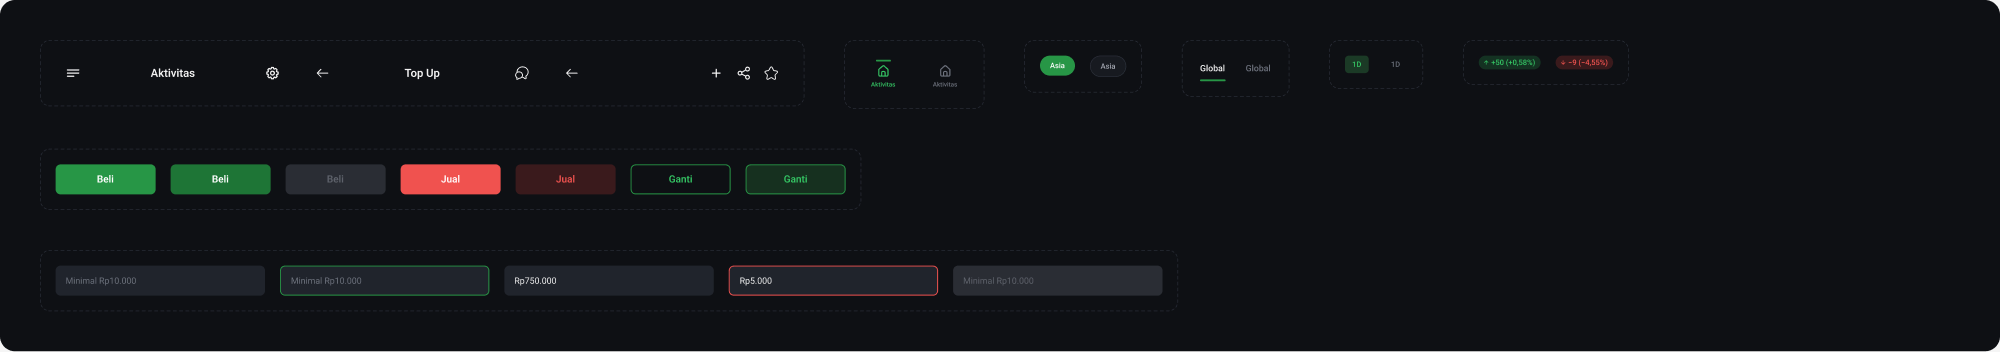 Aktivitas
Top Up
Aktivitas
Aktivitas
Asia
Asia
Global
Global
1D
1D
+50 (+0,58%)
−9 (−4,55%)
Beli
Beli
Beli
Jual
Jual
Ganti
Ganti
Minimal Rp10.000
Minimal Rp10.000
Rp750.000
Rp5.000
Minimal Rp10.000